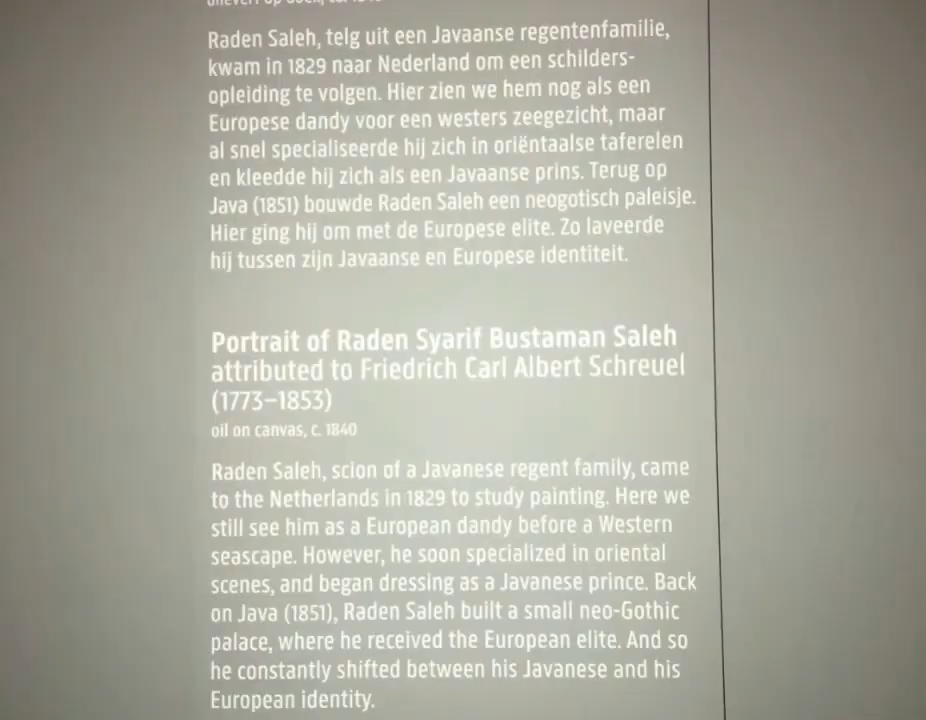 Raden Saleh, telg uit een Javaanse regentenfamilie,
kwam in 1829 naar Nederland om een schilders-
opleiding te volgen. Hier zien we hem nog als een
Europese dandy voor een westers zeegezicht, maar
al snel specialiseerde hij zich in oriëntaalse taferelen
en kleedde hij zich als een Javaanse prins. Terug op
Java (1851) bouwde Raden Saleh een neogotisch paleisje.
Hier ging hij om met de Europese elite. Zo laveerde
hij tussen zijn Javaanse en Europese identiteit.
Portrait of Raden Syarif Bustaman Saleh
attributed to Friedrich Carl Albert Schreuel
(1773–1853)
oil on canvas, c. 1840
Raden Saleh, scion of a Javanese regent family, came
to the Netherlands in 1829 to study painting. Here we
still see him as a European dandy before a Western
seascape. However, he soon specialized in oriental
scenes, and began dressing as a Javanese prince. Back
on Java (1851), Raden Saleh built a small neo-Gothic
palace, where he received the European elite. And so
he constantly shifted between his Javanese and his
European identity.